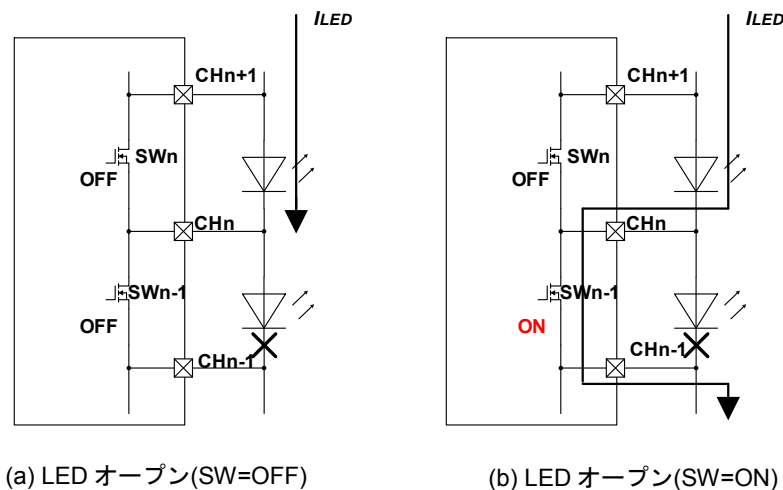 ILED
CHn+1
SWn
OFF
CHn
SWn-1
OFF
CHn-1
(a) LED オープン(SW=OFF)
ILED
CHn+1
SWn
OFF
CHn
SWn-1
ON
CHn-1
(b) LED オープン(SW=ON)